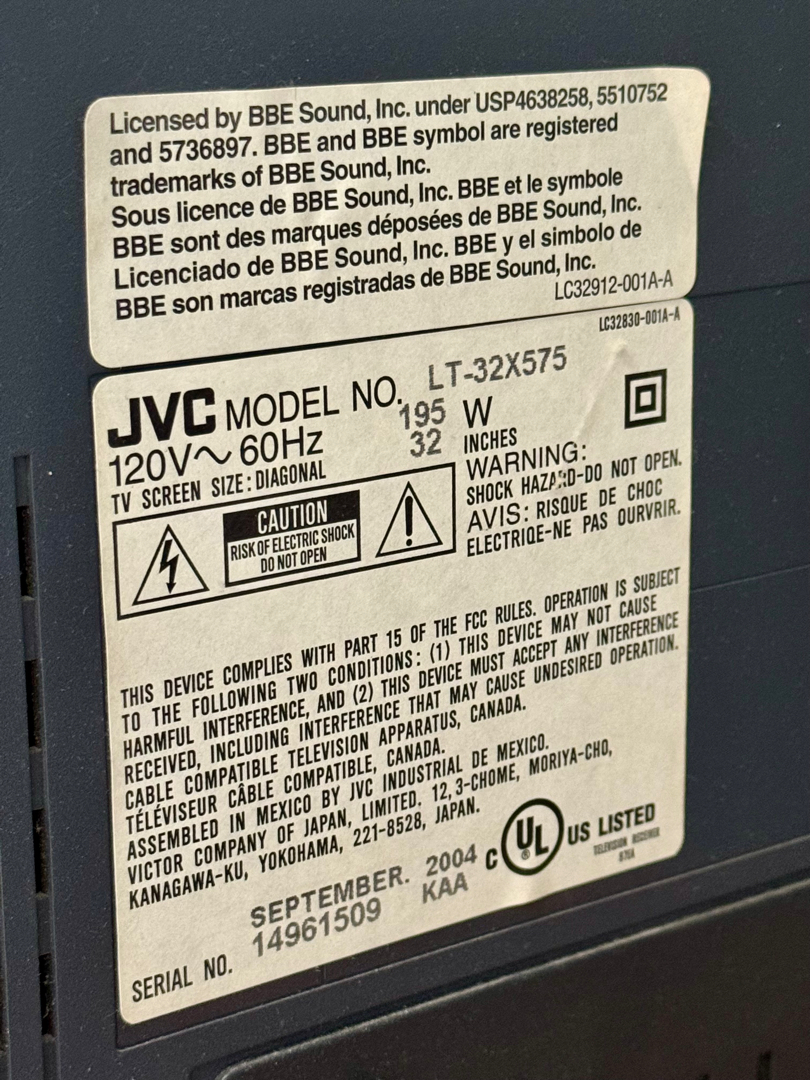 Licensed by BBE Sound, Inc. under USP4638258, 5510752
and 5736897. BBE and BBE symbol are registered
trademarks of BBE Sound, Inc.
Sous licence de BBE Sound, Inc. BBE et le symbole
BBE sont des marques déposées de BBE Sound, Inc.
Licenciado de BBE Sound, Inc. BBE y el simbolo de
BBE son marcas registradas de BBE Sound, Inc.
LC32912-001A-A
LC32830-001A-A
JVC MODEL NO. LT-32X575
120V~ 60Hz 195 W
TV SCREEN SIZE: DIAGONAL 32 INCHES
CAUTION
RISK OF ELECTRIC SHOCK
DO NOT OPEN
WARNING:
SHOCK HAZARD-DO NOT OPEN.
AVIS: RISQUE DE CHOC
ELECTRIQE-NE PAS OURVRIR.
THIS DEVICE COMPLIES WITH PART 15 OF THE FCC RULES. OPERATION IS SUBJECT
TO THE FOLLOWING TWO CONDITIONS: (1) THIS DEVICE MAY NOT CAUSE
HARMFUL INTERFERENCE, AND (2) THIS DEVICE MUST ACCEPT ANY INTERFERENCE
RECEIVED, INCLUDING INTERFERENCE THAT MAY CAUSE UNDESIRED OPERATION.
CABLE COMPATIBLE TELEVISION APPARATUS, CANADA.
TÉLÉVISEUR CÂBLE COMPATIBLE, CANADA.
ASSEMBLED IN MEXICO BY JVC INDUSTRIAL DE MEXICO.
VICTOR COMPANY OF JAPAN, LIMITED. 12, 3-CHOME, MORIYA-CHO,
KANAGAWA-KU, YOKOHAMA, 221-8528, JAPAN.
C UL ® US LISTED
TELEVISION RECEIVER
87EA
SEPTEMBER. 2004
SERIAL NO. 14961509 KAA